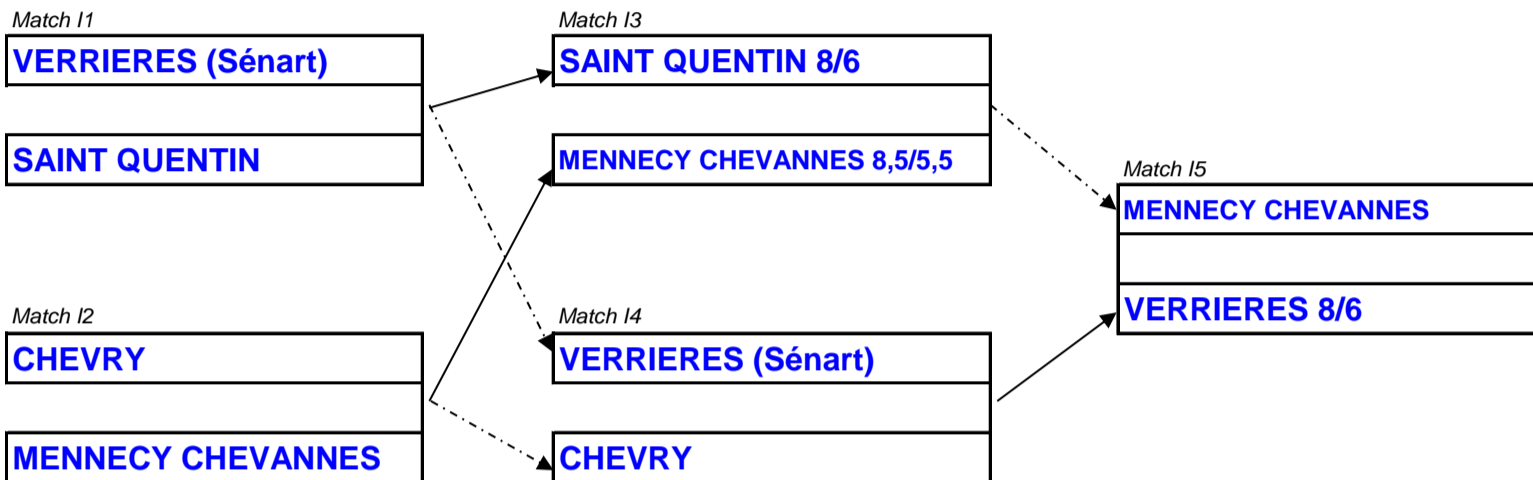 Match I1
VERRIERES (Sénart)
SAINT QUENTIN
Match I2
CHEVRY
MENNECY CHEVANNES
Match I3
SAINT QUENTIN 8/6
MENNECY CHEVANNES 8,5/5,5
Match I4
VERRIERES (Sénart)
CHEVRY
Match I5
MENNECY CHEVANNES
VERRIERES 8/6